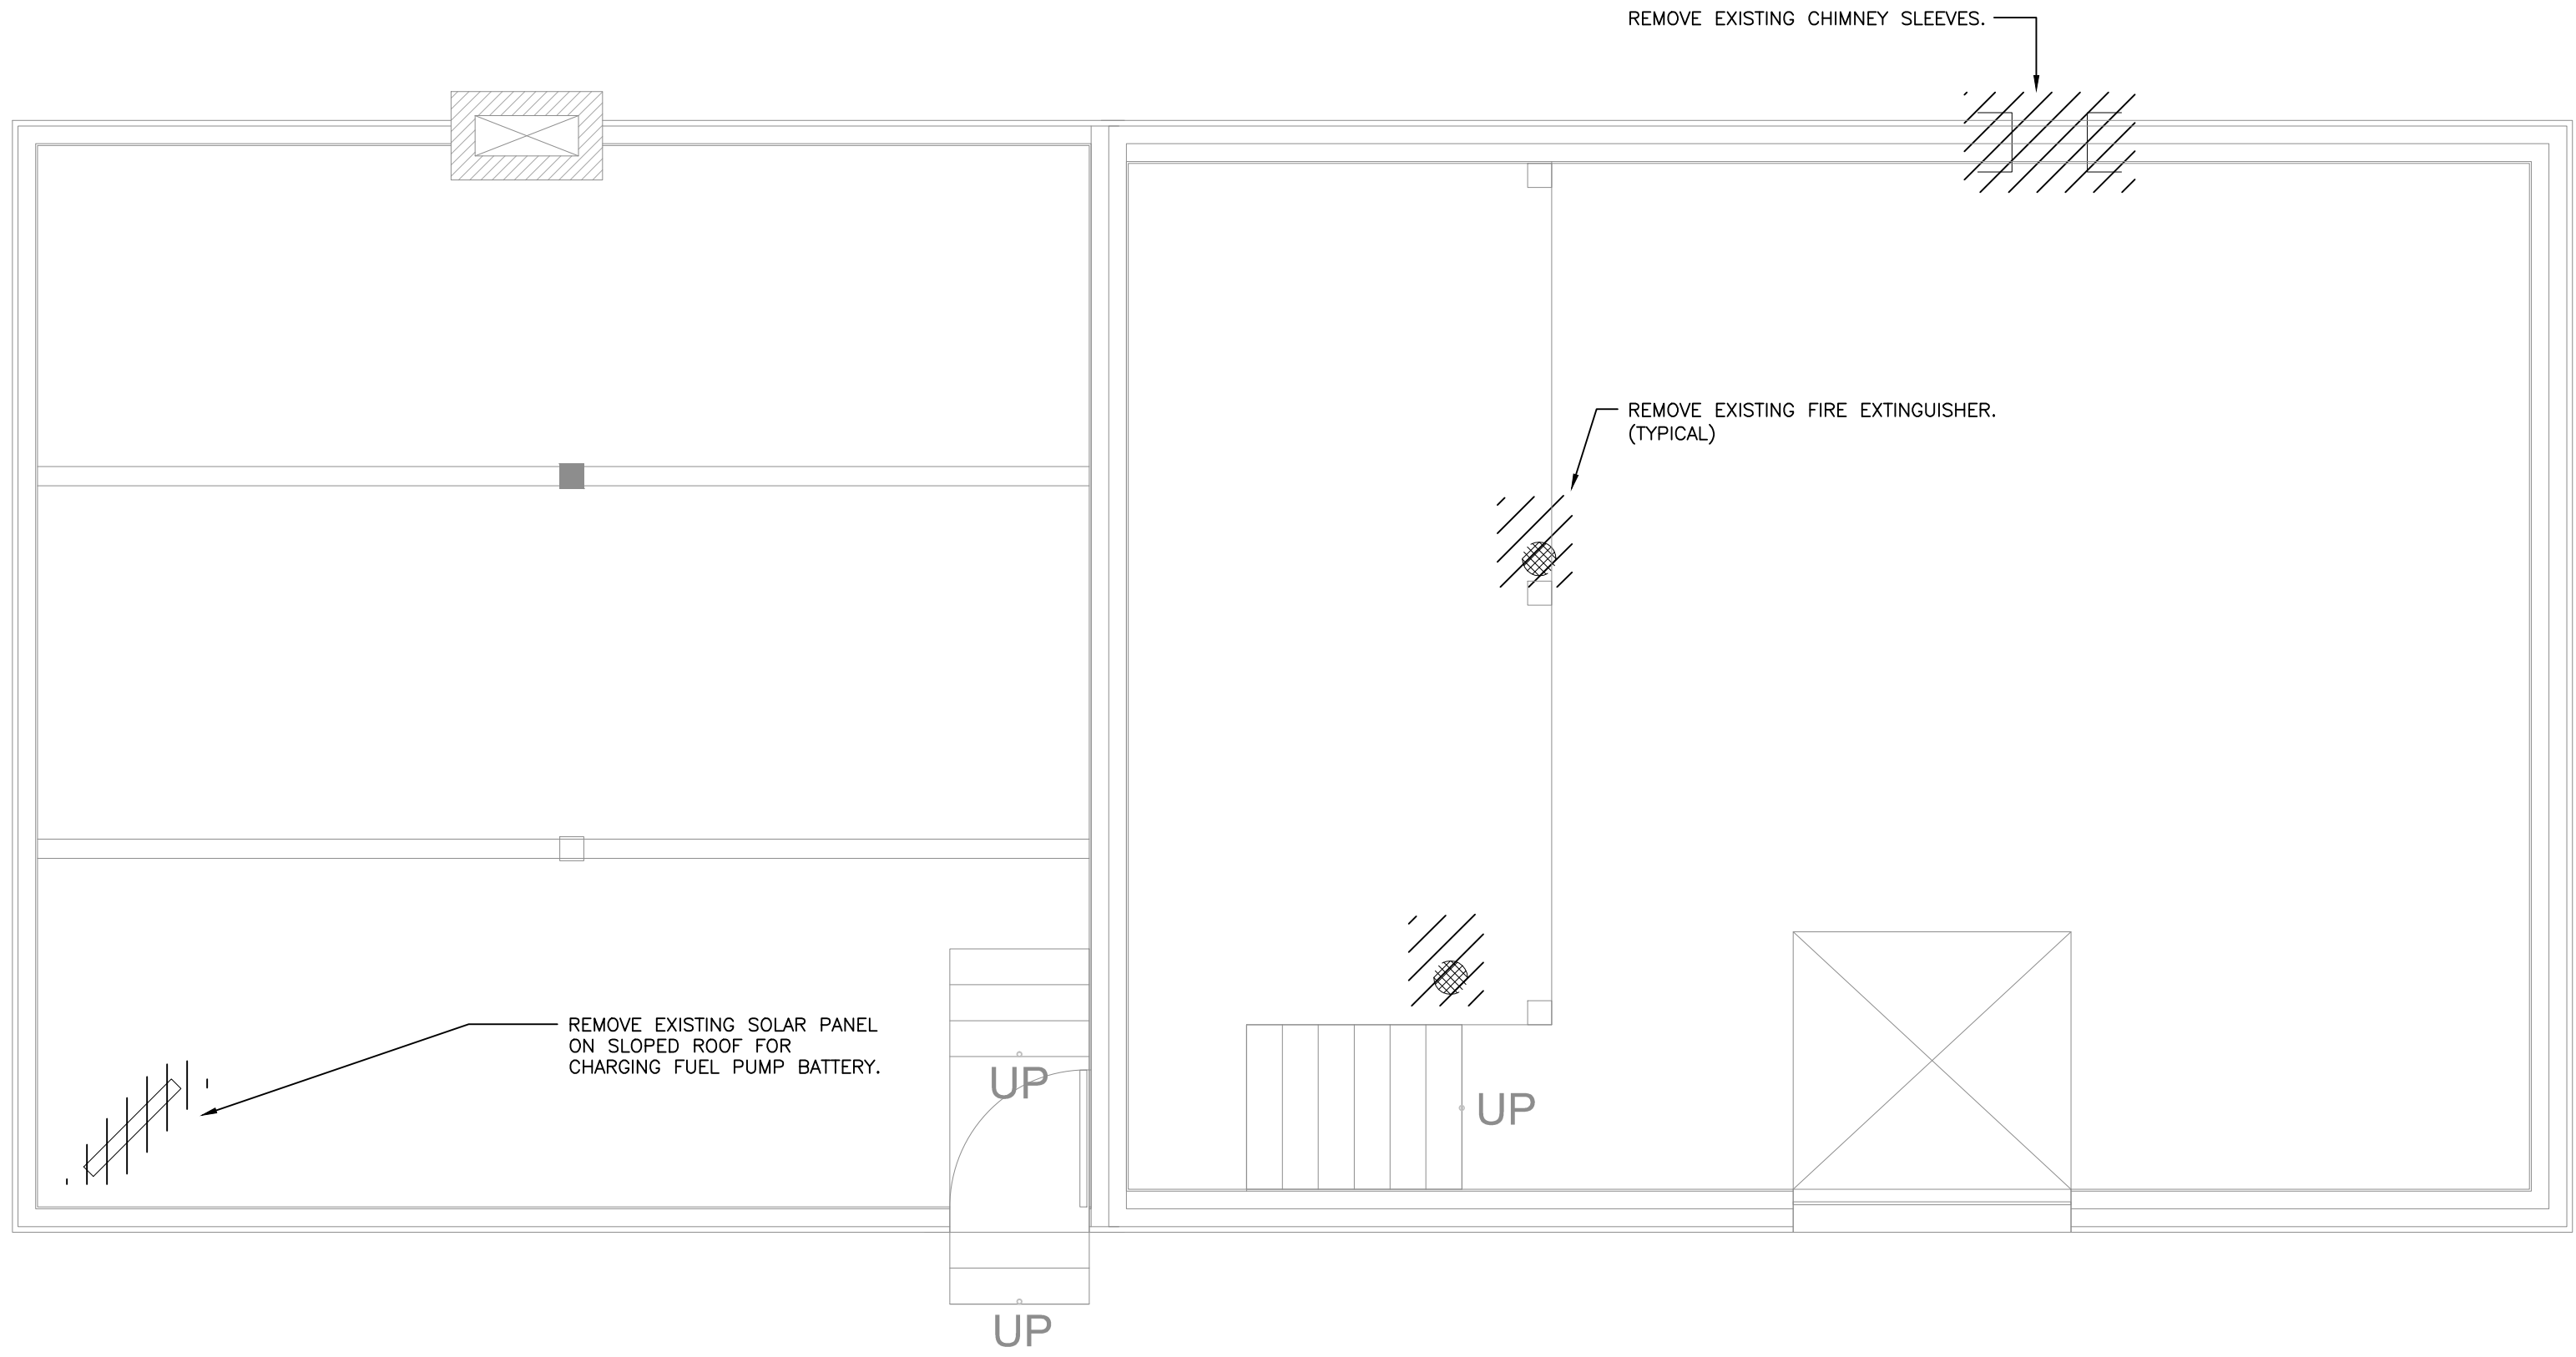 REMOVE EXISTING CHIMNEY SLEEVES.
REMOVE EXISTING FIRE EXTINGUISHER.
(TYPICAL)
REMOVE EXISTING SOLAR PANEL
ON SLOPED ROOF FOR
CHARGING FUEL PUMP BATTERY.
UP
UP
UP